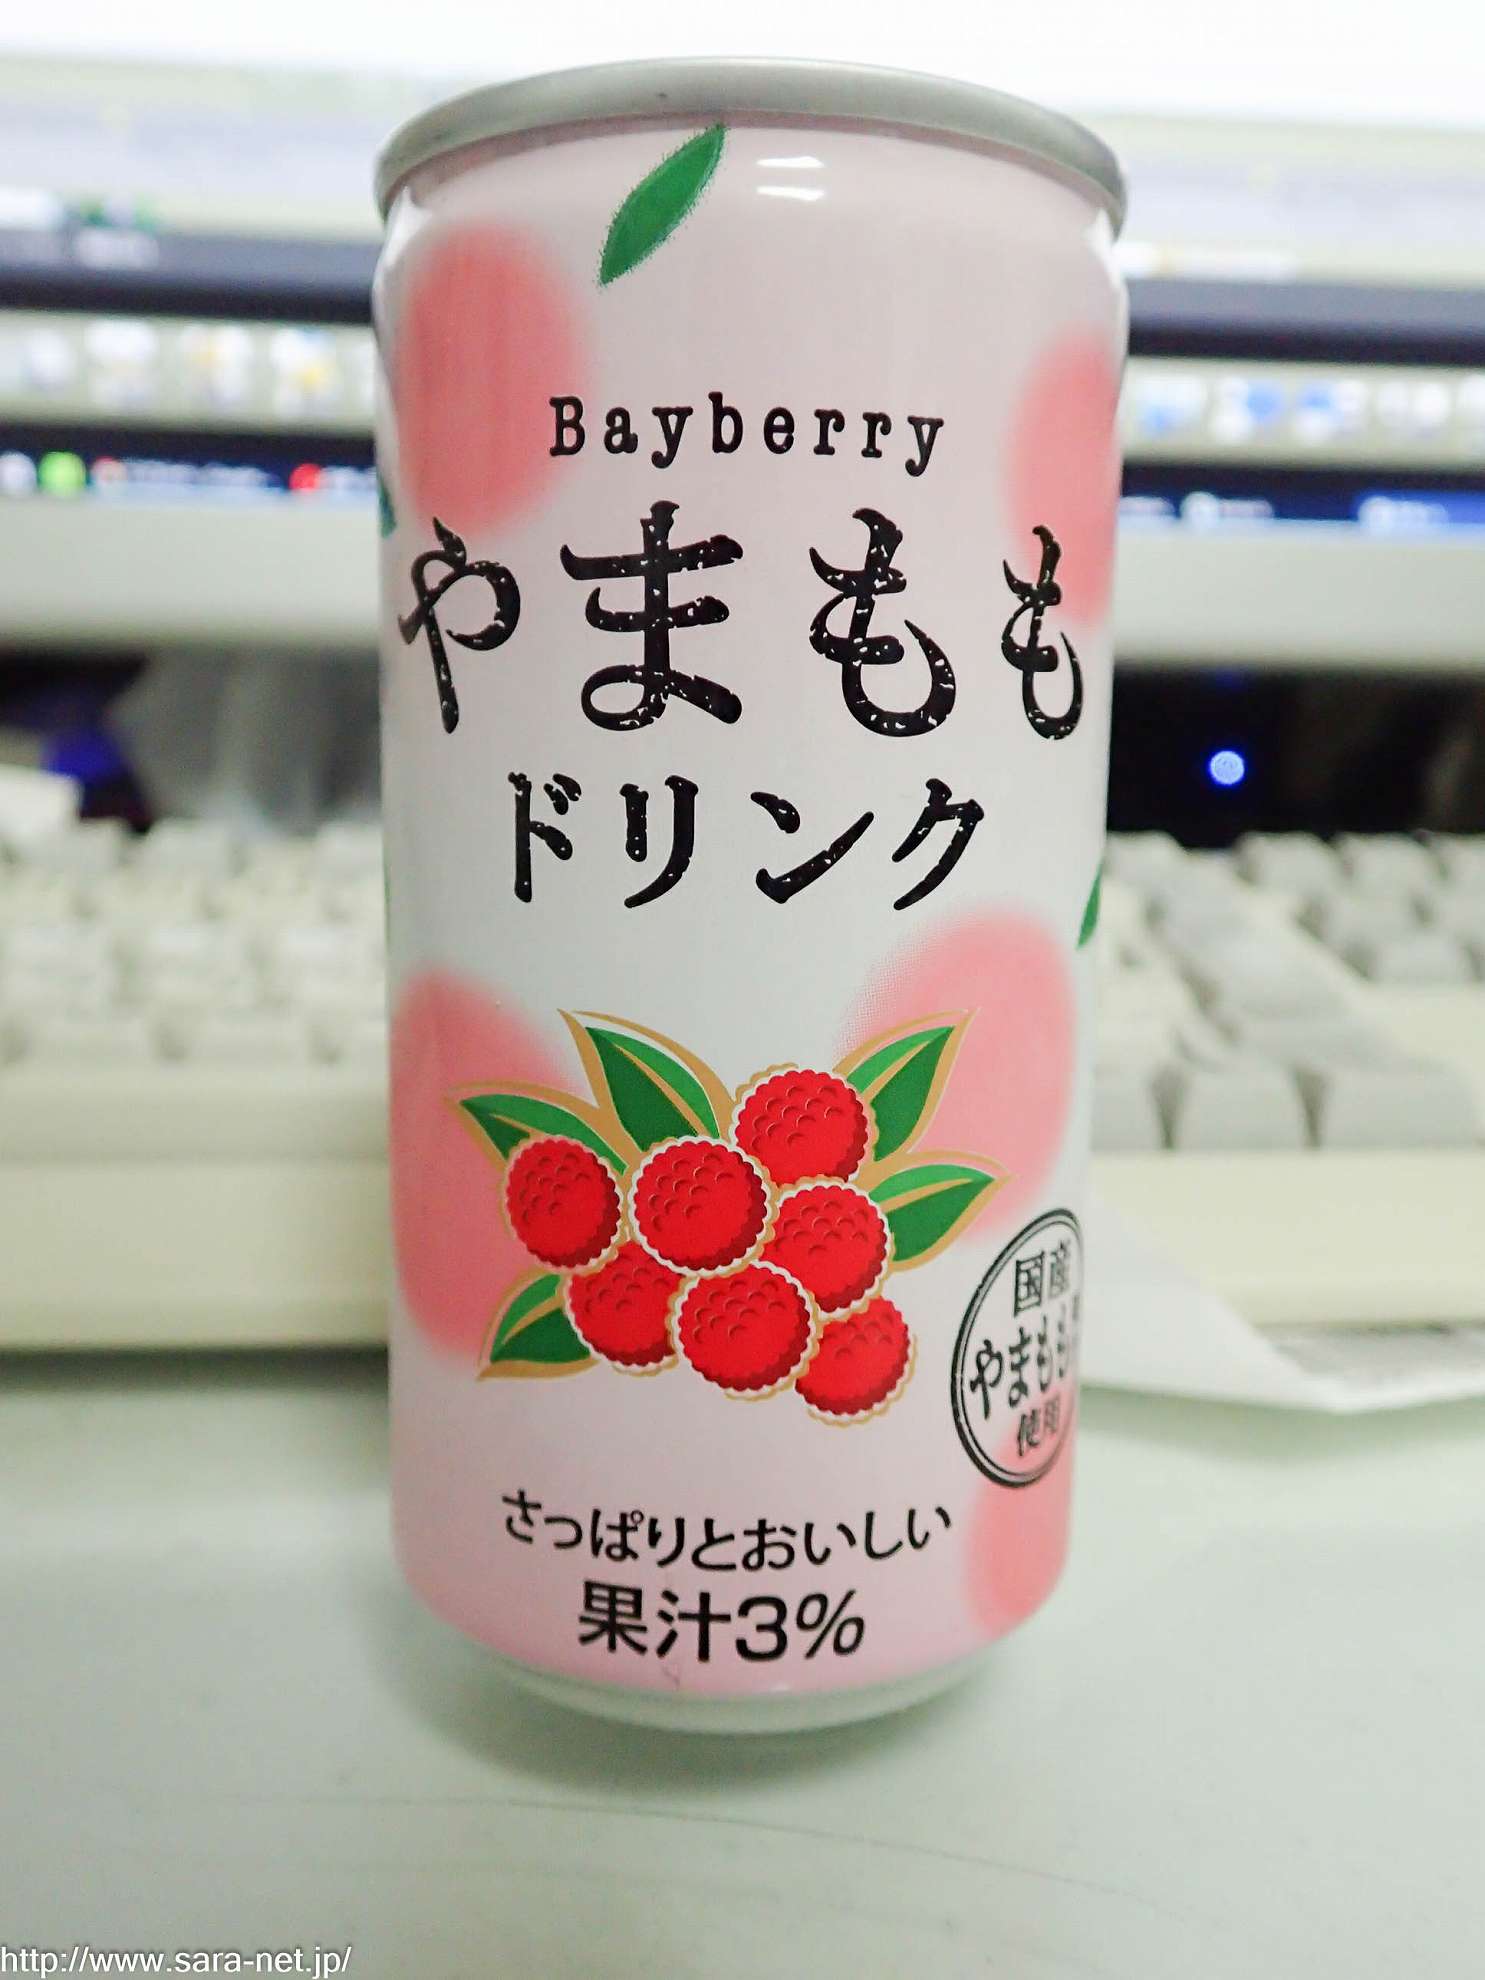 Bayberry
やまもも
ドリンク
国産
やまもも
使用
さっぱりとおいしい
果汁3%
http://www.sara-net.jp/